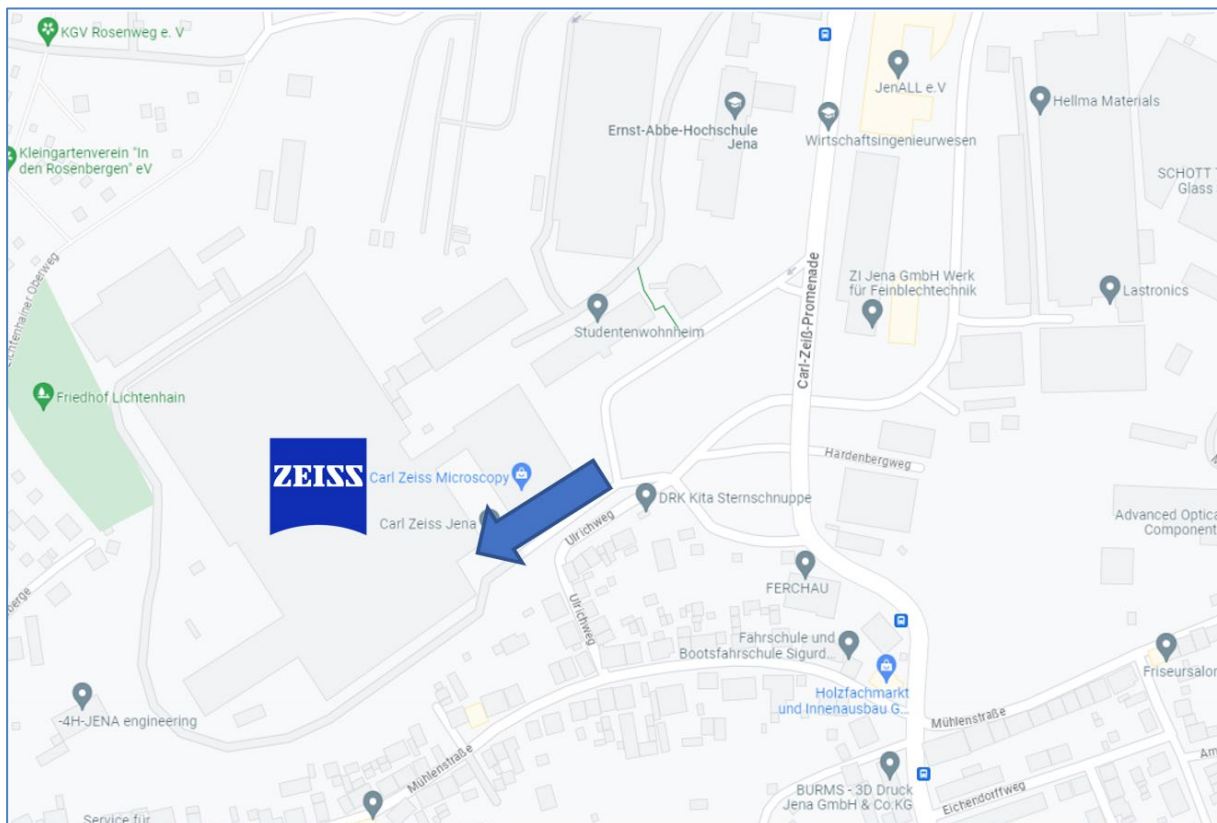 KGV Rosenweg e. V
JenALL e.V
Hellma Materials
Ernst-Abbe-Hochschule
Jena
Wirtschaftsingenieurwesen
Kleingartenverein "In
den Rosenbergen" eV
SCHOTT T
Glass
Lichtenhainer Oberweg
Carl-Zeiß-Promenade
ZI Jena GmbH Werk
für Feinblechtechnik
Lastronics
Studentenwohnheim
Friedhof Lichtenhain
Hardenbergweg
ZEISS
Carl Zeiss Microscopy
DRK Kita Sternschnuppe
Carl Zeiss Jena
Ulrichweg
Advanced Optica
Component
FERCHAU
berge
Ulrichweg
Fahrschule und
Bootsfahrschule Sigurd...
Friseursalon
Holzfachmarkt
und Innenausbau G...
-4H-JENA engineering
Mühlenstraße
Mühlenstraße
Am
BURMS - 3D Druck
Jena GmbH & Co.KG
Eichendorffweg
Service für